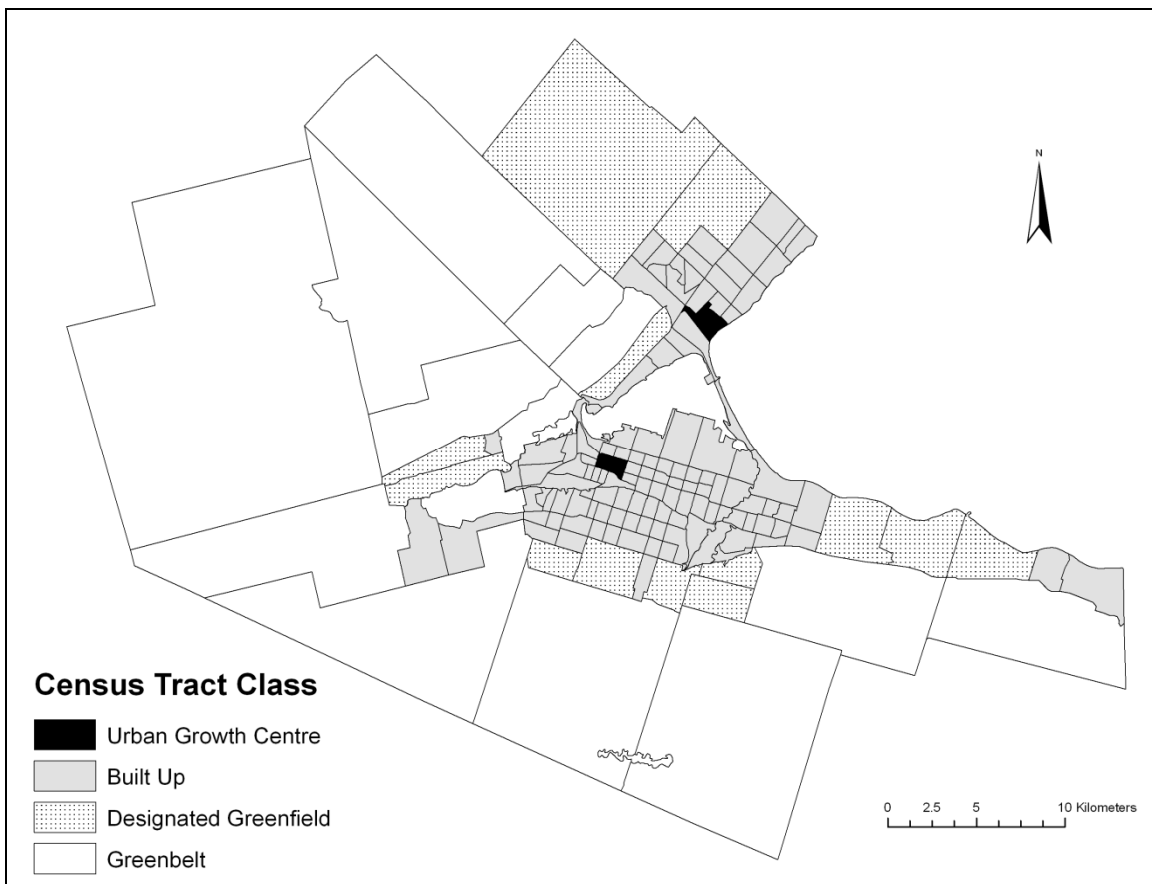 N
Census Tract Class
Urban Growth Centre
Built Up
Designated Greenfield
Greenbelt
0 2.5 5 10 Kilometers